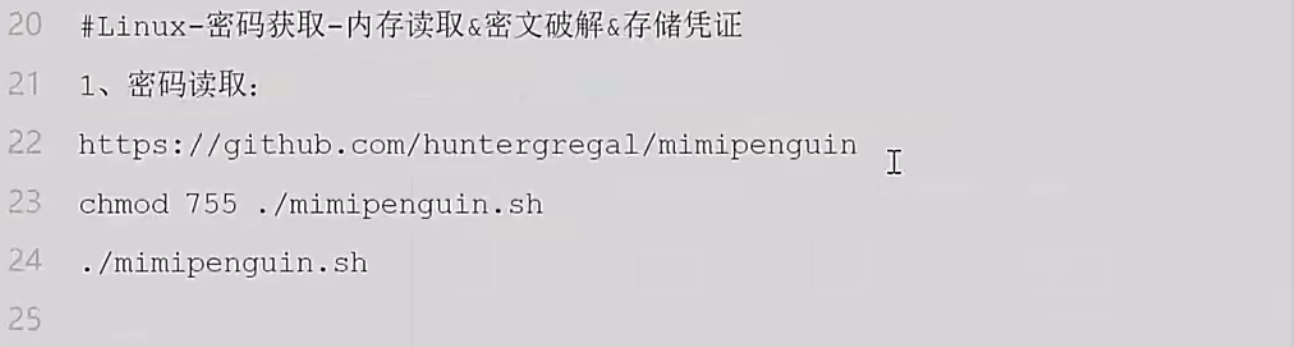 20 #Linux-密码获取-内存读取&密文破解&存储凭证
21 1、密码读取：
22 https://github.com/huntergregal/mimipenguin
23 chmod 755 ./mimipenguin.sh
24 ./mimipenguin.sh
25